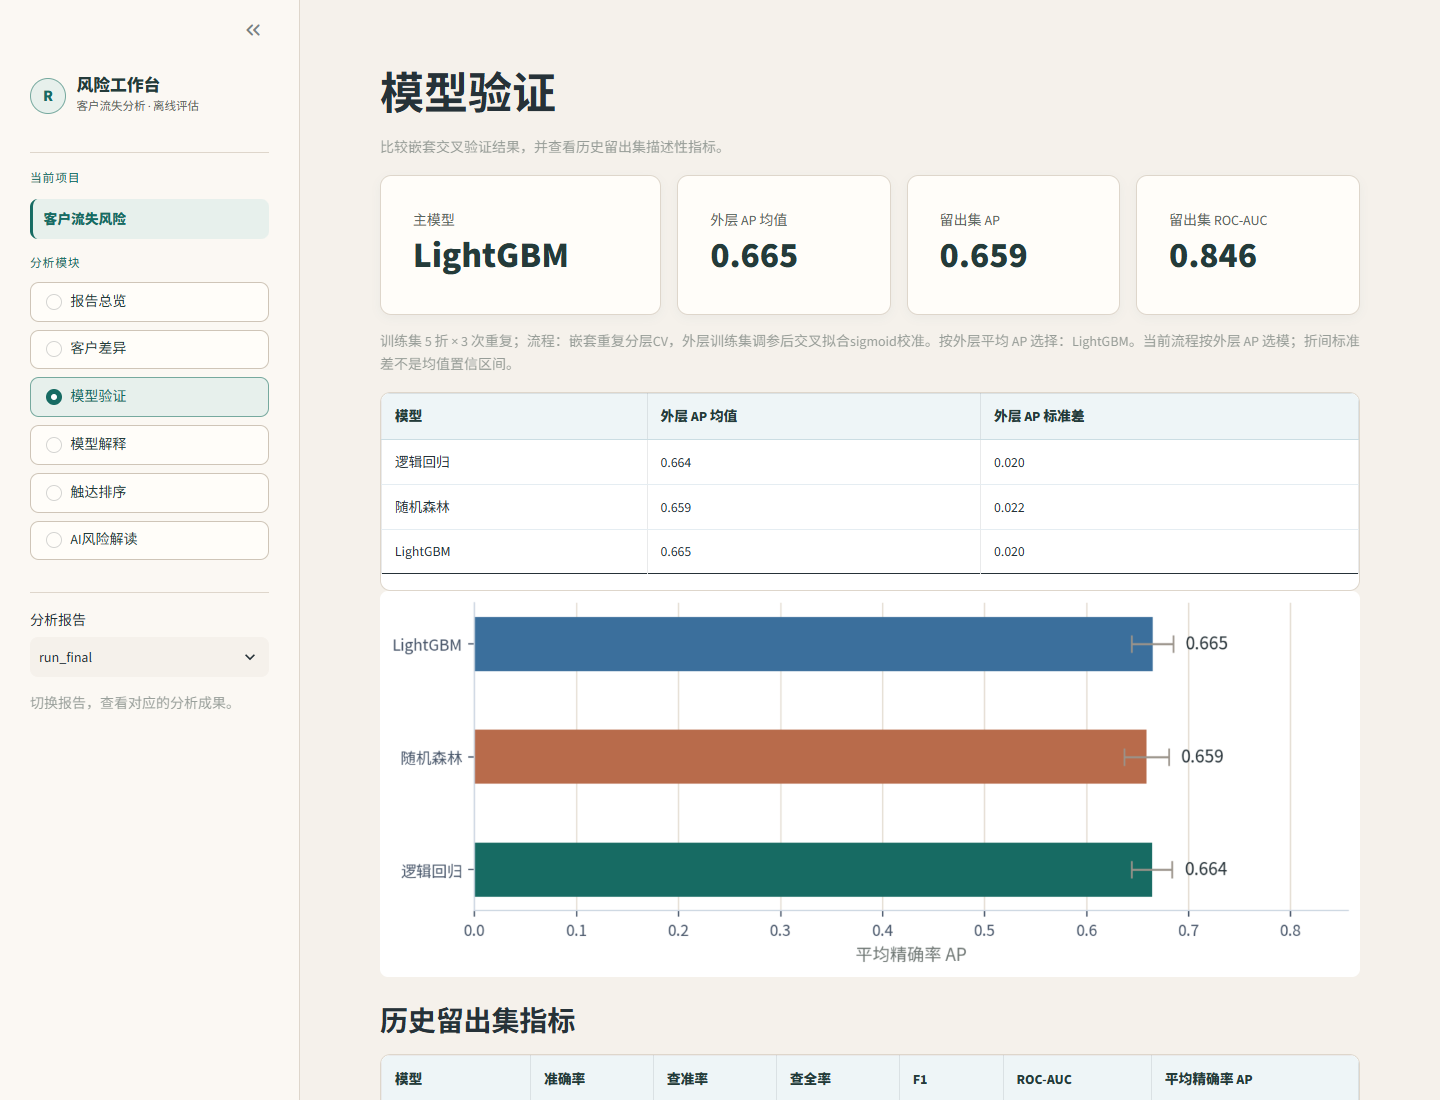 R
风险工作台
客户流失分析 · 离线评估
当前项目
客户流失风险
分析模块
报告总览
客户差异
模型验证
模型解释
触达排序
AI风险解读
分析报告
run_final
切换报告，查看对应的分析成果。
模型验证
比较嵌套交叉验证结果，并查看历史留出集描述性指标。
主模型
LightGBM
外层 AP 均值
0.665
留出集 AP
0.659
留出集 ROC-AUC
0.846
训练集 5 折 × 3 次重复；流程：嵌套重复分层CV，外层训练集调参后交叉拟合sigmoid校准。按外层平均 AP 选择：LightGBM。当前流程按外层 AP 选模；折间标准
差不是均值置信区间。
模型 外层 AP 均值 外层 AP 标准差
逻辑回归 0.664 0.020
随机森林 0.659 0.022
LightGBM 0.665 0.020
LightGBM 0.665
随机森林 0.659
逻辑回归 0.664
0.0 0.1 0.2 0.3 0.4 0.5 0.6 0.7 0.8
平均精确率 AP
历史留出集指标
模型 准确率 查准率 查全率 F1 ROC-AUC 平均精确率 AP